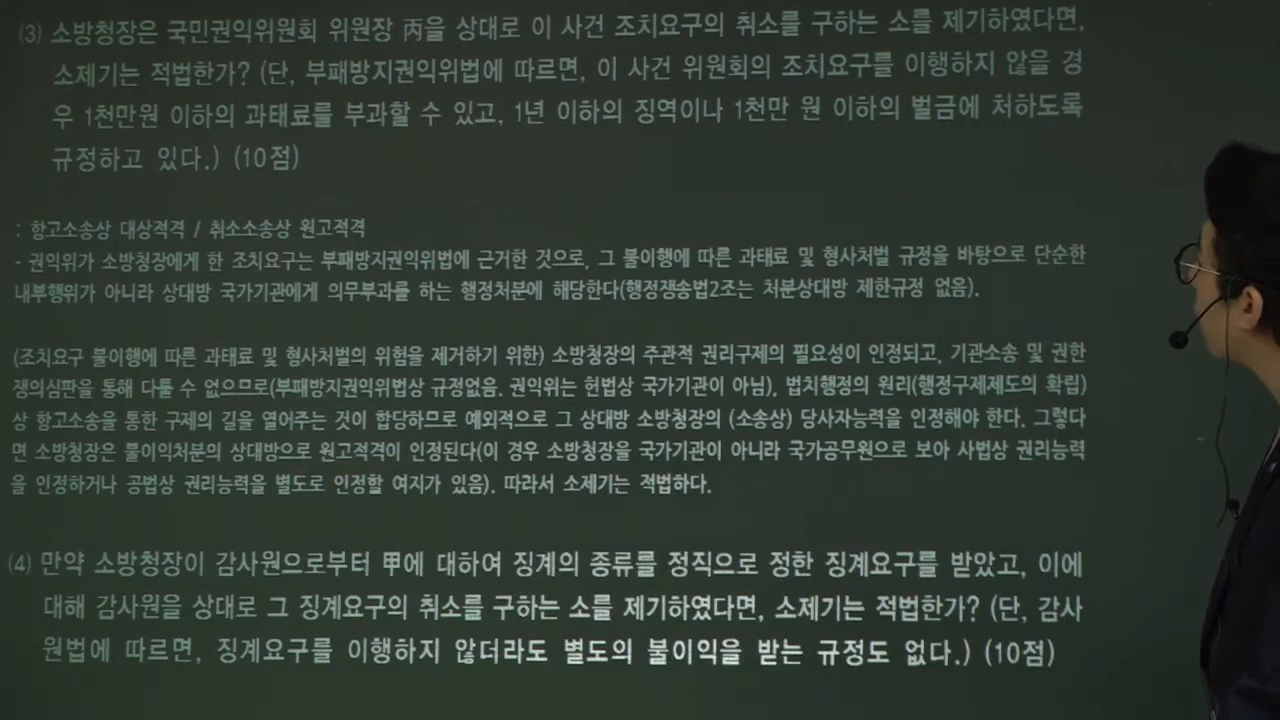 (3) 소방청장은 국민권익위원회 위원장 丙을 상대로 이 사건 조치요구의 취소를 구하는 소를 제기하였다면,
소제기는 적법한가? (단, 부패방지권익위법에 따르면, 이 사건 위원회의 조치요구를 이행하지 않을 경
우 1천만원 이하의 과태료를 부과할 수 있고, 1년 이하의 징역이나 1천만 원 이하의 벌금에 처하도록
규정하고 있다.) (10점)
: 항고소송상 대상적격 / 취소소송상 원고적격
- 권익위가 소방청장에게 한 조치요구는 부패방지권익위법에 근거한 것으로, 그 불이행에 따른 과태료 및 형사처벌 규정을 바탕으로 단순한
내부행위가 아니라 상대방 국가기관에게 의무부과를 하는 행정처분에 해당한다(행정쟁송법2조는 처분상대방 제한규정 없음).
(조치요구 불이행에 따른 과태료 및 형사처벌의 위험을 제거하기 위한) 소방청장의 주관적 권리구제의 필요성이 인정되고, 기관소송 및 권한
쟁의심판을 통해 다툴 수 없으므로(부패방지권익위법상 규정없음. 권익위는 헌법상 국가기관이 아님), 법치행정의 원리(행정구제제도의 확립)
상 항고소송을 통한 구제의 길을 열어주는 것이 합당하므로 예외적으로 그 상대방 소방청장의 (소송상) 당사자능력을 인정해야 한다. 그렇다
면 소방청장은 불이익처분의 상대방으로 원고적격이 인정된다(이 경우 소방청장을 국가기관이 아니라 국가공무원으로 보아 사법상 권리능력
을 인정하거나 공법상 권리능력을 별도로 인정할 여지가 있음). 따라서 소제기는 적법하다.
(4) 만약 소방청장이 감사원으로부터 甲에 대하여 징계의 종류를 정직으로 정한 징계요구를 받았고, 이에
대해 감사원을 상대로 그 징계요구의 취소를 구하는 소를 제기하였다면, 소제기는 적법한가? (단, 감사
원법에 따르면, 징계요구를 이행하지 않더라도 별도의 불이익을 받는 규정도 없다.) (10점)